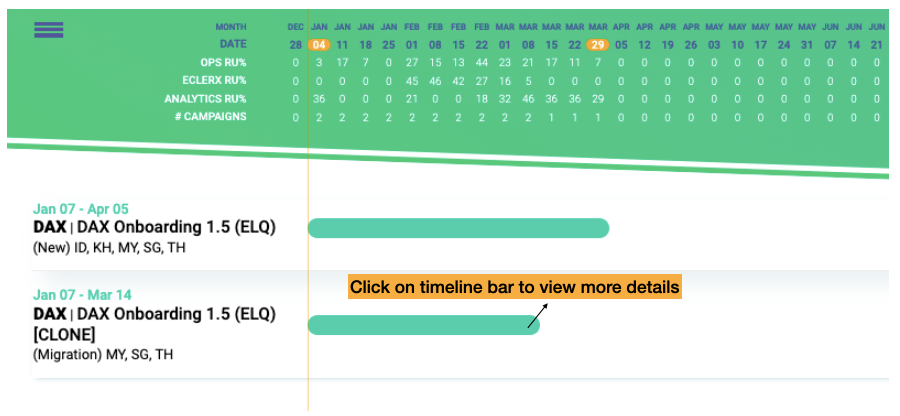 MONTH DEC JAN JAN JAN JAN FEB FEB FEB FEB MAR MAR MAR MAR MAR APR APR APR APR MAY MAY MAY MAY MAY JUN JUN JUN
DATE 28 04 11 18 25 01 08 15 22 01 08 15 22 29 05 12 19 26 03 10 17 24 31 07 14 21
OPS RU% 0 3 17 7 0 27 15 13 44 23 21 17 11 7 0 0 0 0 0 0 0 0 0 0 0 0
ECLERX RU% 0 0 0 0 0 45 46 42 27 16 5 0 0 0 0 0 0 0 0 0 0 0 0 0 0 0
ANALYTICS RU% 0 36 0 0 0 21 0 0 18 32 46 36 36 29 0 0 0 0 0 0 0 0 0 0 0 0
# CAMPAIGNS 0 2 2 2 2 2 2 2 2 2 2 1 1 1 0 0 0 0 0 0 0 0 0 0 0 0
Jan 07 - Apr 05
DAX | DAX Onboarding 1.5 (ELQ)
(New) ID, KH, MY, SG, TH
Click on timeline bar to view more details
Jan 07 - Mar 14
DAX | DAX Onboarding 1.5 (ELQ)
[CLONE]
(Migration) MY, SG, TH